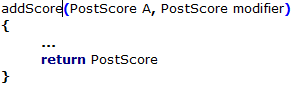 addScore(PostScore A, PostScore modifier)
{
...
return PostScore
}